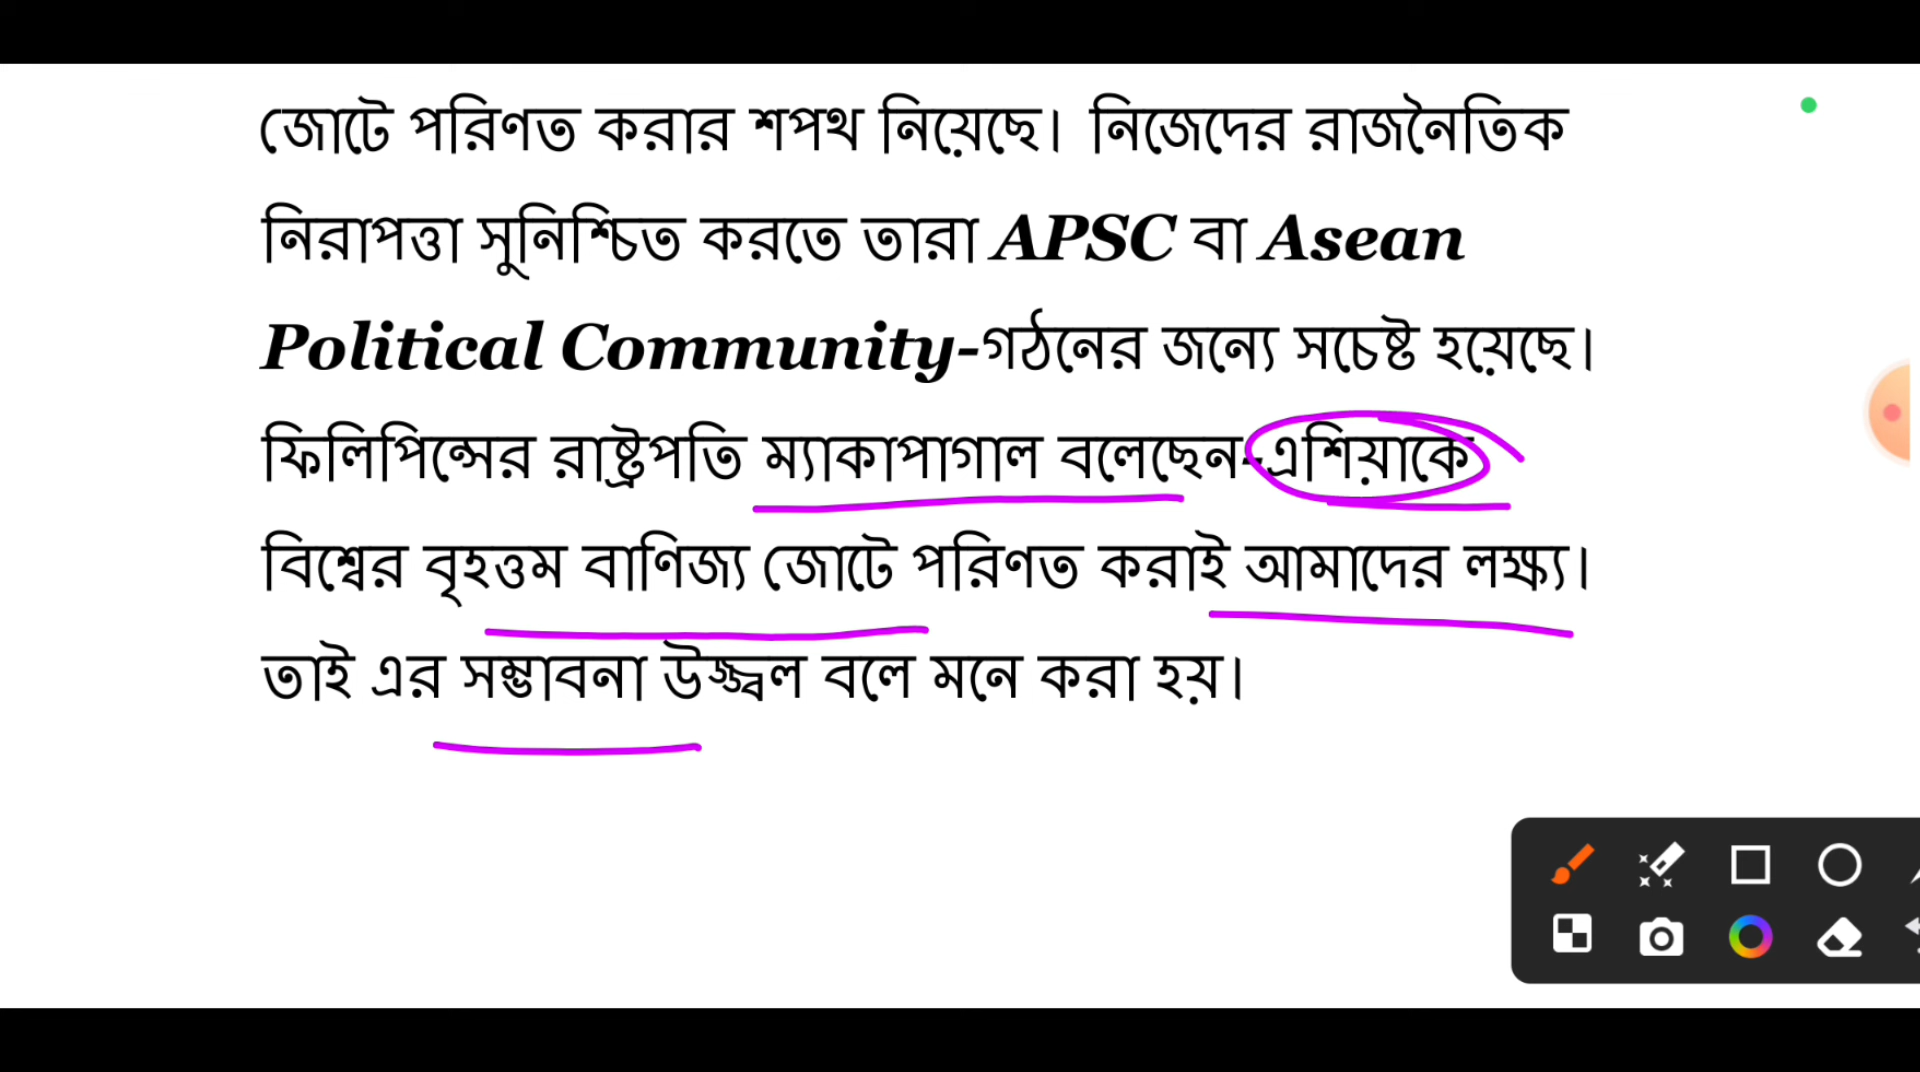 জোটে পরিণত করার শপথ নিয়েছে। নিজেদের রাজনৈতিক
নিরাপত্তা সুনিশ্চিত করতে তারা APSC বা Asean
Political Community-গঠনের জন্যে সচেষ্ট হয়েছে।
ফিলিপিন্সের রাষ্ট্রপতি ম্যাকাপাগাল বলেছেন-এশিয়াকে
বিশ্বের বৃহত্তম বাণিজ্য জোটে পরিণত করাই আমাদের লক্ষ্য।
তাই এর সম্ভাবনা উজ্জ্বল বলে মনে করা হয়।